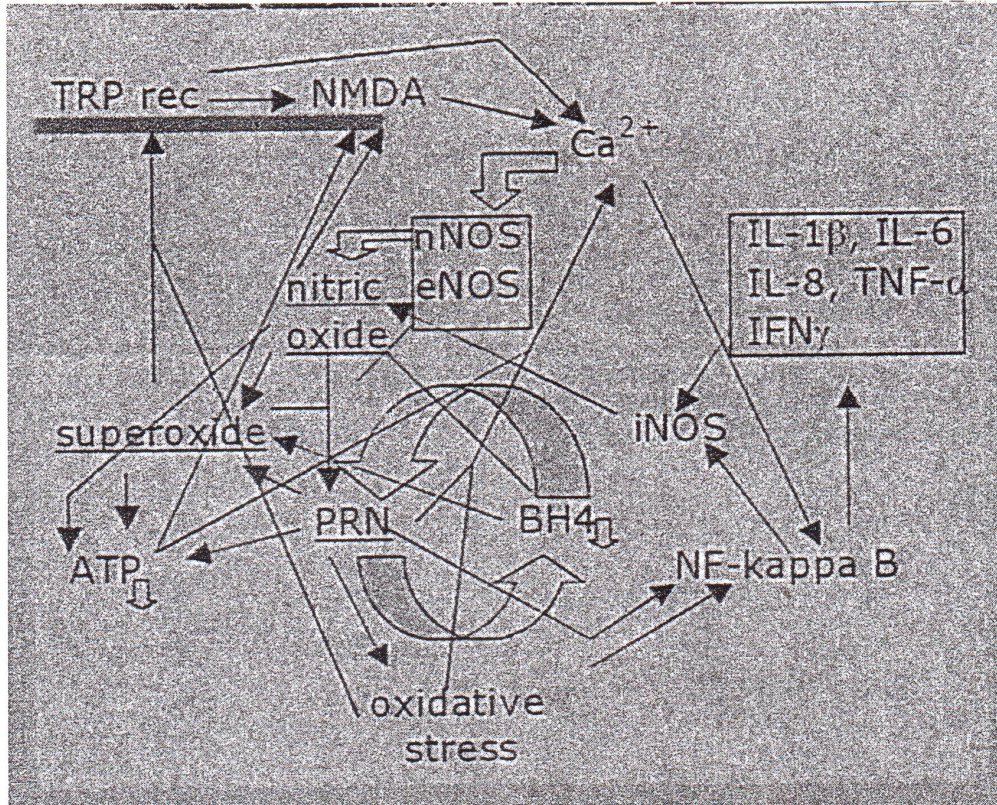 TRP rec NMDA
Ca2+
nNOS
eNOS
nitric
oxide
IL-1β, IL-6
IL-8, TNF-α
IFNγ
superoxide
iNOS
PRN
BH4
ATP
NF-kappa B
oxidative
stress